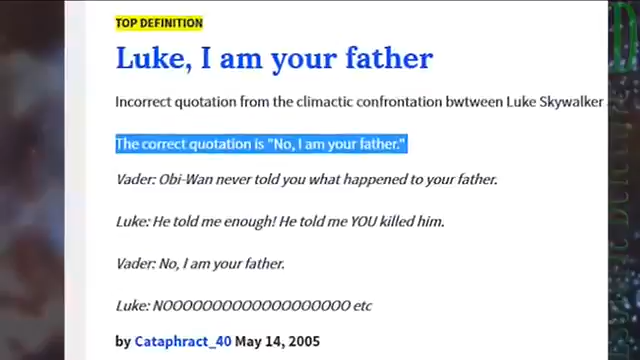 TOP DEFINITION
Luke, I am your father
Incorrect quotation from the climactic confrontation bwtween Luke Skywalker
The correct quotation is "No, I am your father."
Vader: Obi-Wan never told you what happened to your father.
Luke: He told me enough! He told me YOU killed him.
Vader: No, I am your father.
Luke: NOOOOOOOOOOOOOOOOOOO etc
by Cataphract_40 May 14, 2005